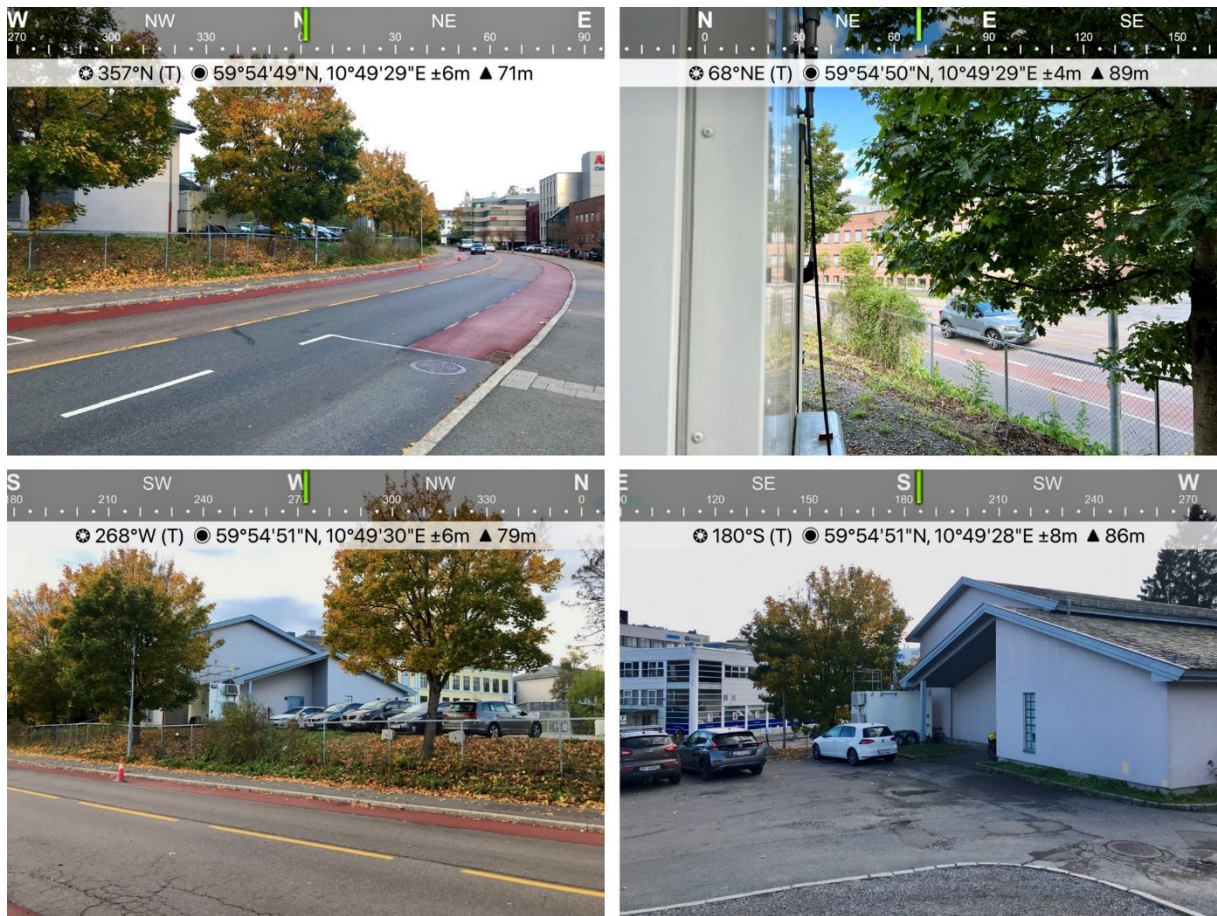 W NW N NE E
270 300 330 0 30 60 90
357°N (T) 59°54'49"N, 10°49'29"E ±6m ▲ 71m
N NE E SE
0 30 60 90 120 150
68°NE (T) 59°54'50"N, 10°49'29"E ±4m ▲ 89m
S SW W NW N
180 210 240 270 300 330 0
268°W (T) 59°54'51"N, 10°49'30"E ±6m ▲ 79m
E SE S SW W
120 150 180 210 240 270
180°S (T) 59°54'51"N, 10°49'28"E ±8m ▲ 86m